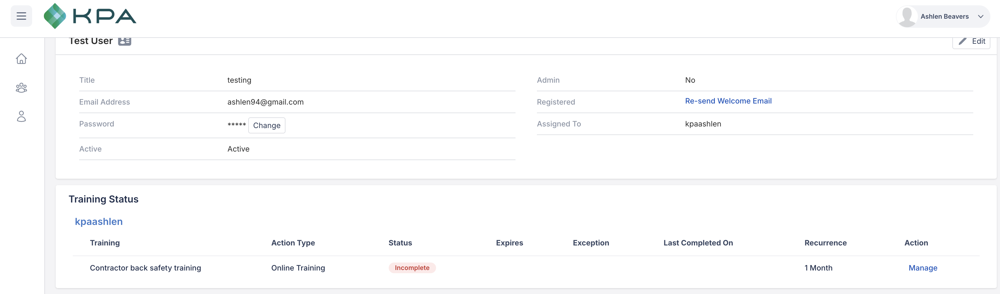 KPA
Ashlen Beavers
Test User
Edit
Title testing
Admin No
Email Address ashlen94@gmail.com
Registered Re-send Welcome Email
Password ***** Change
Assigned To kpaashlen
Active Active
Training Status
kpaashlen
Training Action Type Status Expires Exception Last Completed On Recurrence Action
Contractor back safety training Online Training Incomplete 1 Month Manage